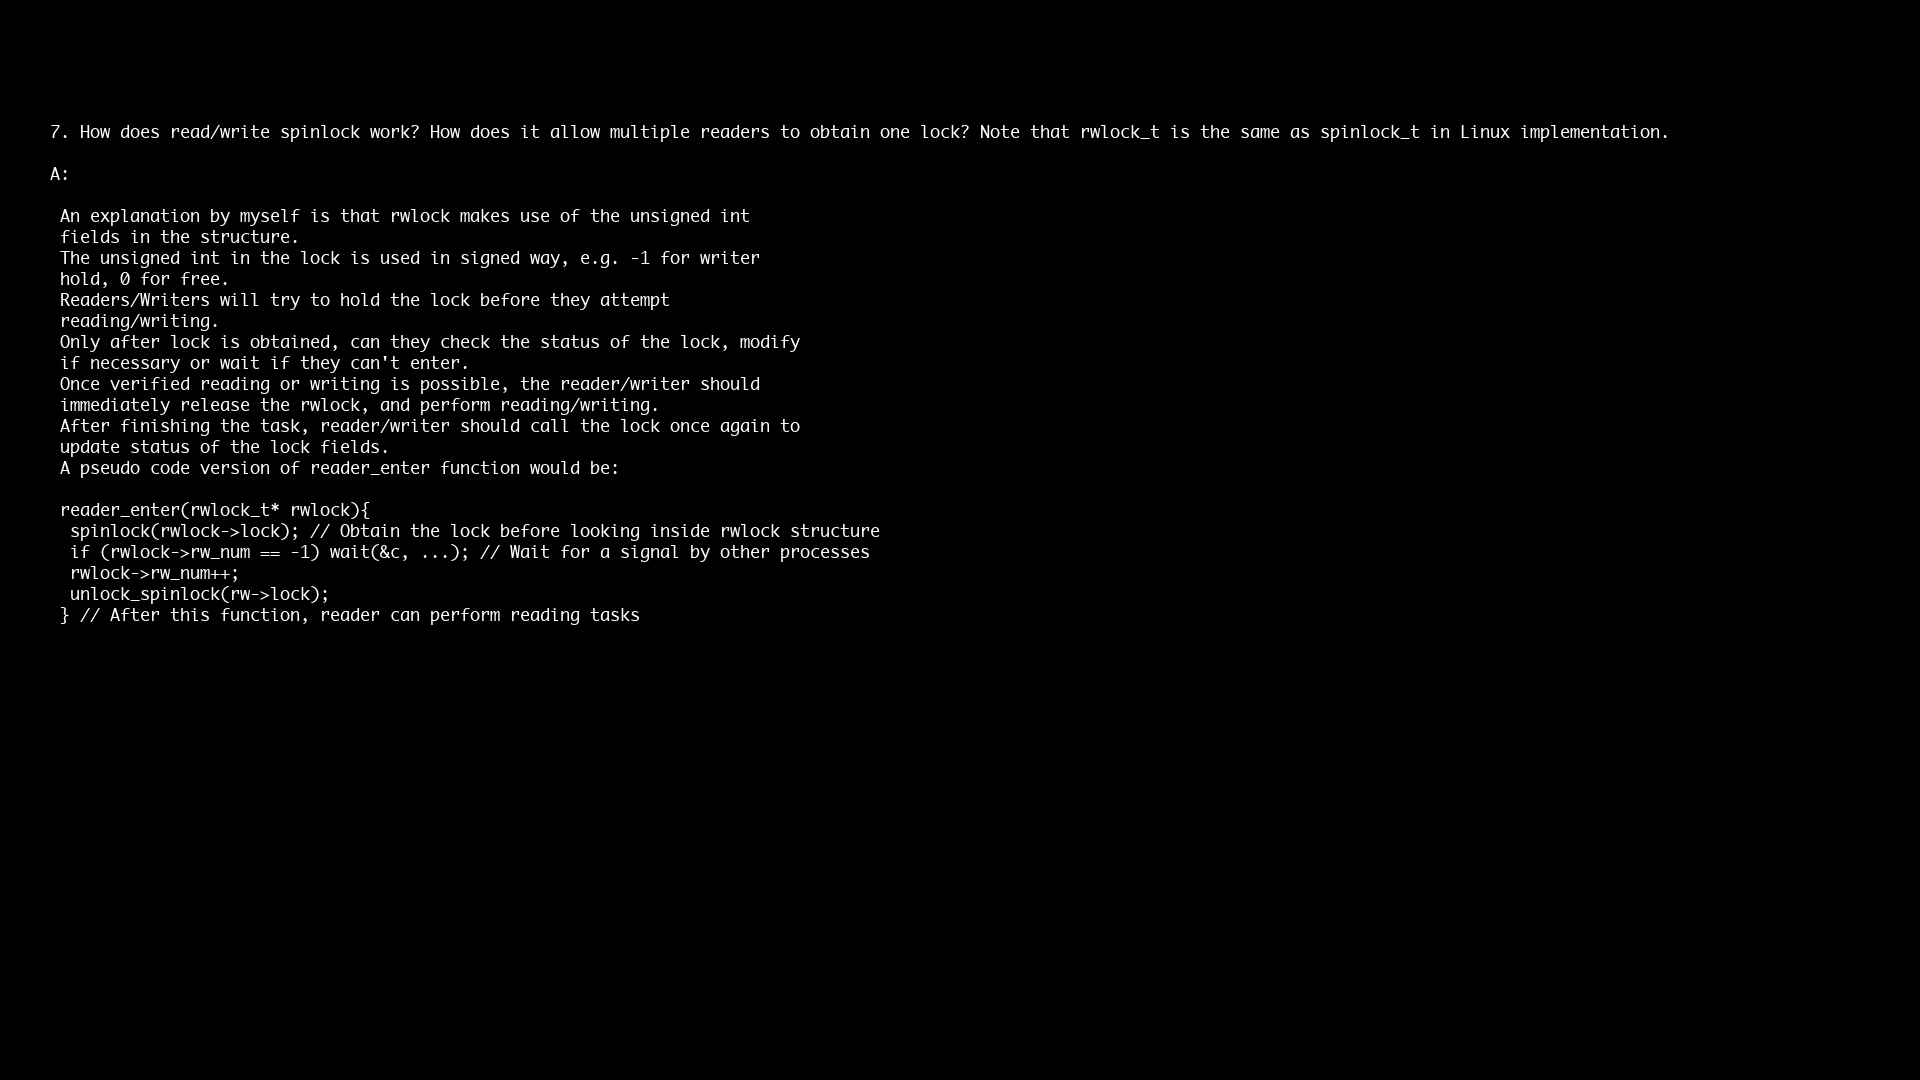 7. How does read/write spinlock work? How does it allow multiple readers to obtain one lock? Note that rwlock_t is the same as spinlock_t in Linux implementation.
A:
An explanation by myself is that rwlock makes use of the unsigned int
fields in the structure.
The unsigned int in the lock is used in signed way, e.g. -1 for writer
hold, 0 for free.
Readers/Writers will try to hold the lock before they attempt
reading/writing.
Only after lock is obtained, can they check the status of the lock, modify
if necessary or wait if they can't enter.
Once verified reading or writing is possible, the reader/writer should
immediately release the rwlock, and perform reading/writing.
After finishing the task, reader/writer should call the lock once again to
update status of the lock fields.
A pseudo code version of reader_enter function would be:
reader_enter(rwlock_t* rwlock){
spinlock(rwlock->lock); // Obtain the lock before looking inside rwlock structure
if (rwlock->rw_num == -1) wait(&c, ...); // Wait for a signal by other processes
rwlock->rw_num++;
unlock_spinlock(rw->lock);
} // After this function, reader can perform reading tasks